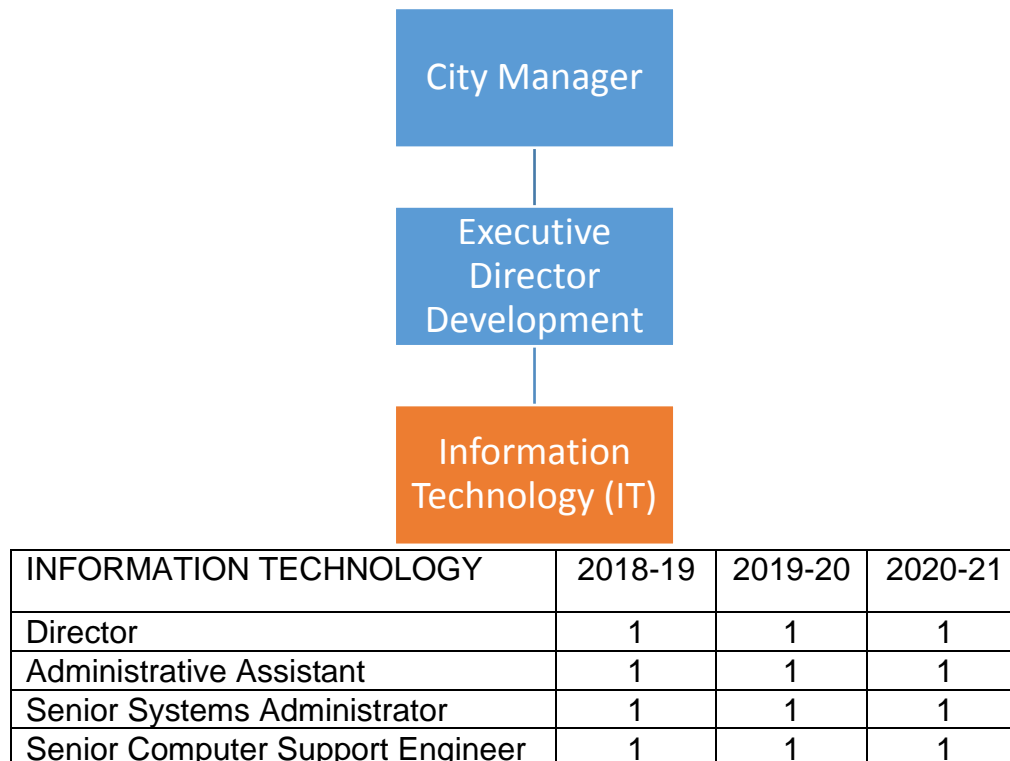 City Manager
Executive
Director
Development
Information
Technology (IT)
INFORMATION TECHNOLOGY 2018-19 2019-20 2020-21
Director 1 1 1
Administrative Assistant 1 1 1
Senior Systems Administrator 1 1 1
Senior Computer Support Engineer 1 1 1